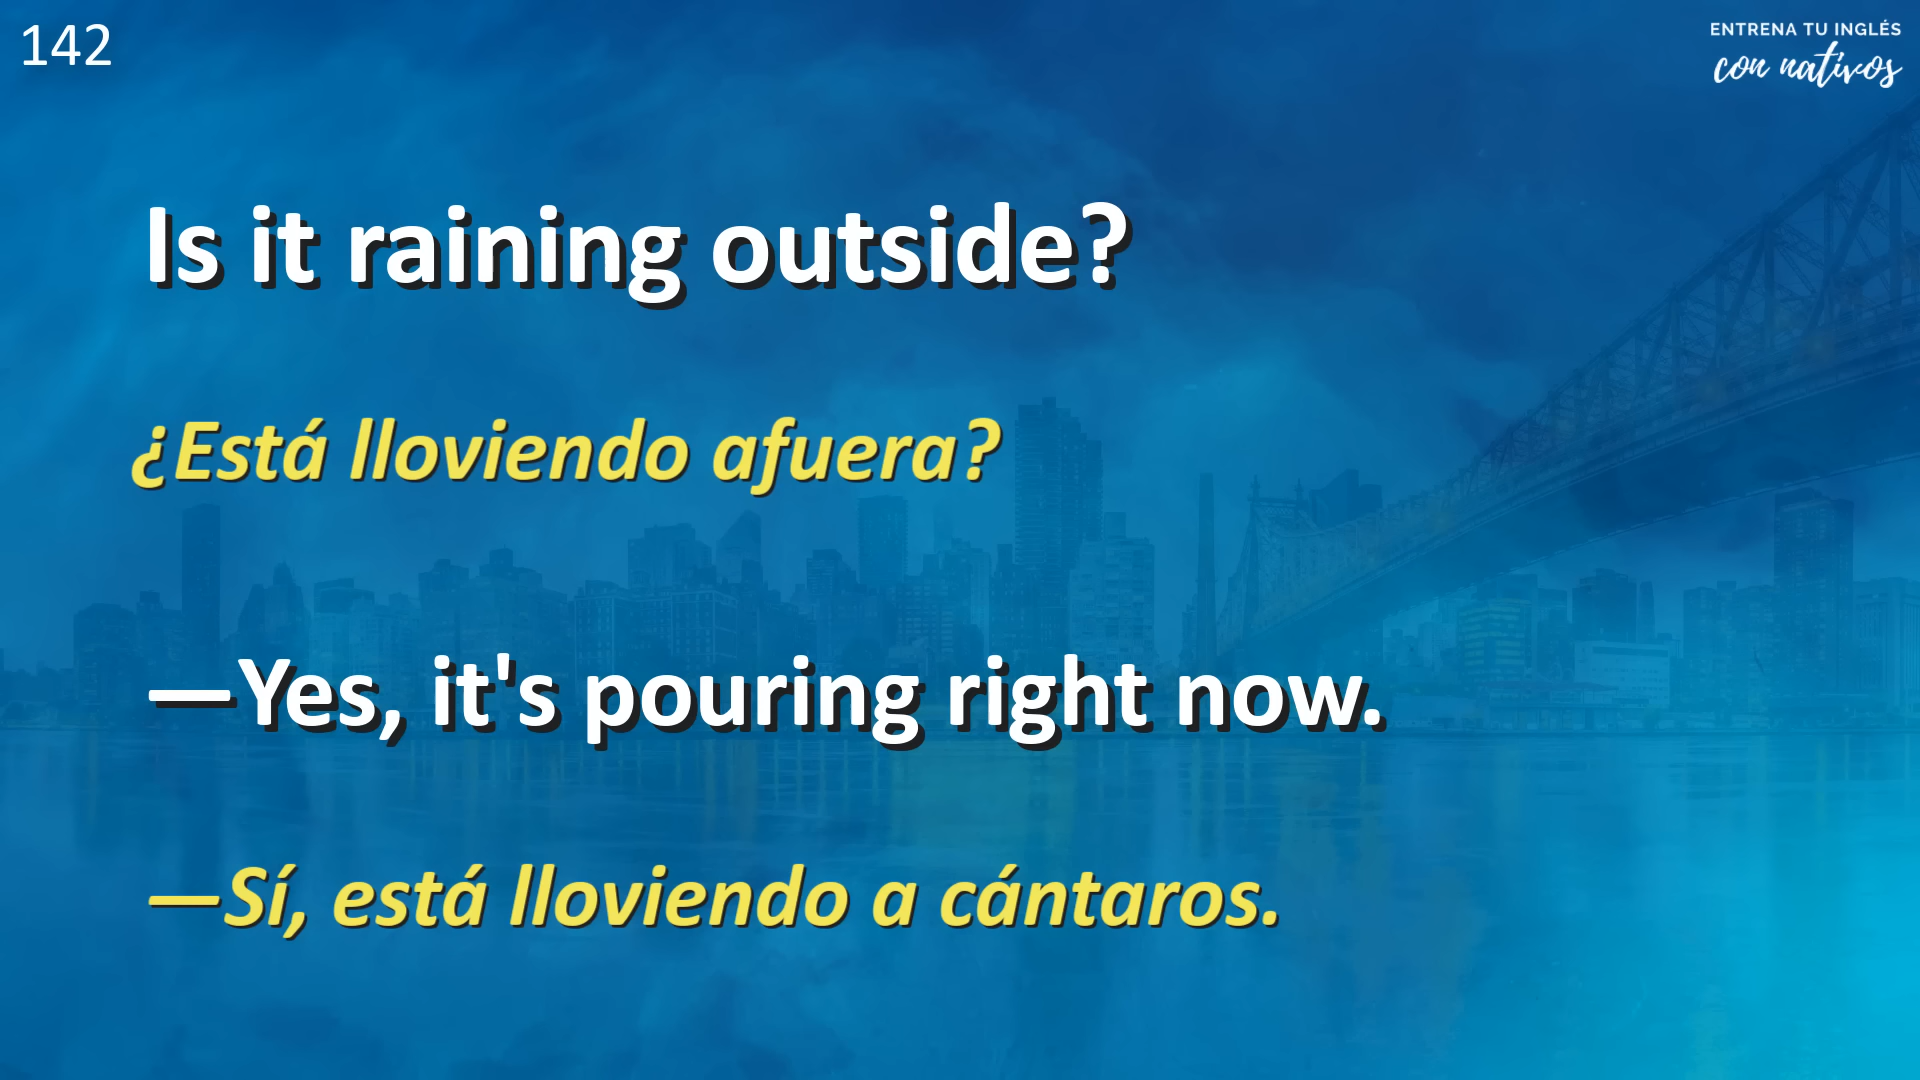 142
ENTRENA TU INGLÉS
con nativos
Is it raining outside?
¿Está lloviendo afuera?
—Yes, it's pouring right now.
—Sí, está lloviendo a cántaros.